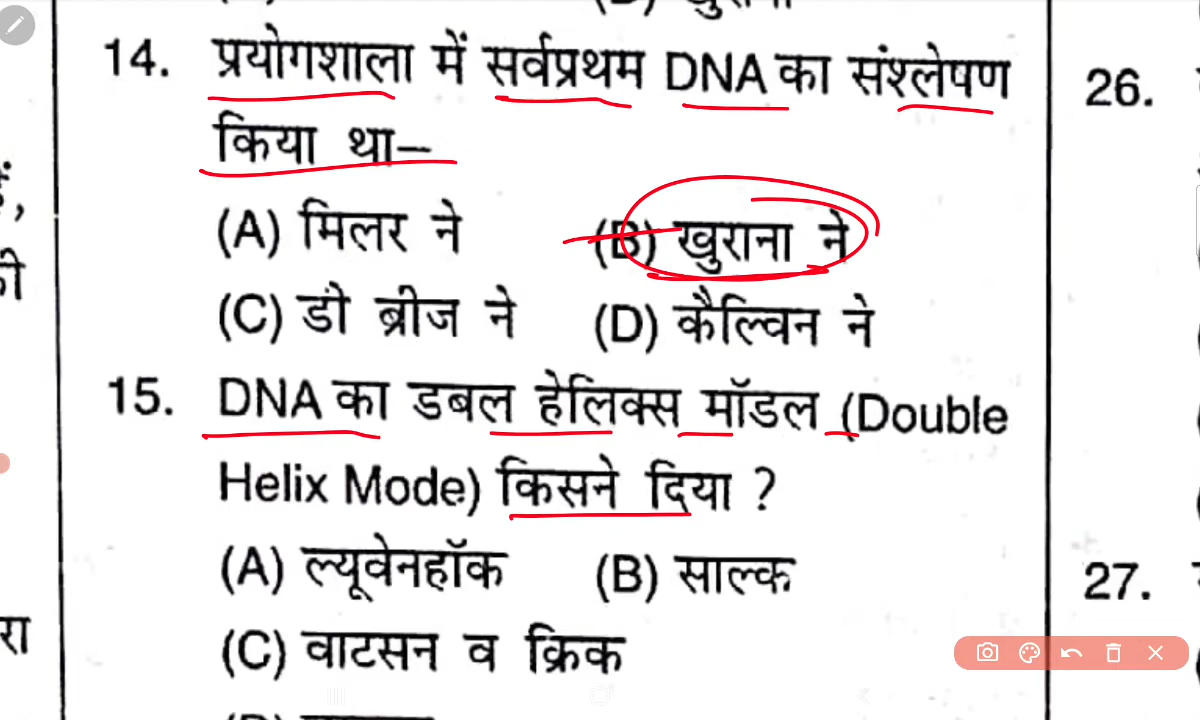 14. प्रयोगशाला में सर्वप्रथम DNA का संश्लेषण
किया था–
(A) मिलर ने (B) खुराना ने
(C) डी ब्रीज ने (D) कैल्विन ने
15. DNA का डबल हेलिक्स मॉडल (Double
Helix Mode) किसने दिया ?
(A) ल्यूवेनहॉक (B) साल्क
(C) वाटसन व क्रिक
26.
27.